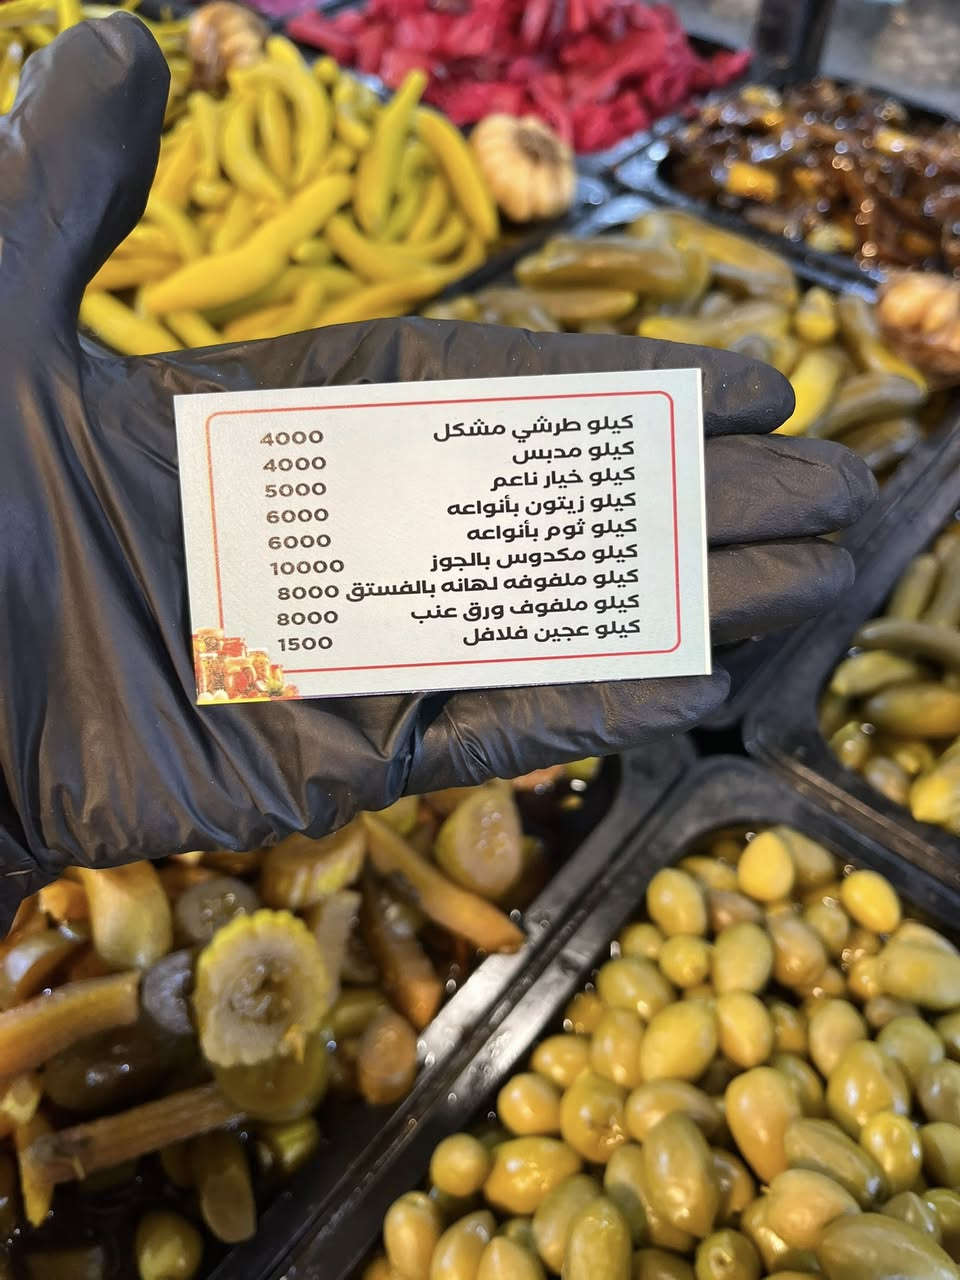 كيلو طرشي مشكل 4000
كيلو مدبس 4000
كيلو خيار ناعم 5000
كيلو زيتون بأنواعه 6000
كيلو ثوم بأنواعه 6000
كيلو مكدوس بالجوز 10000
كيلو ملفوفه لهانه بالفستق 8000
كيلو ملفوف ورق عنب 8000
كيلو عجين فلافل 1500